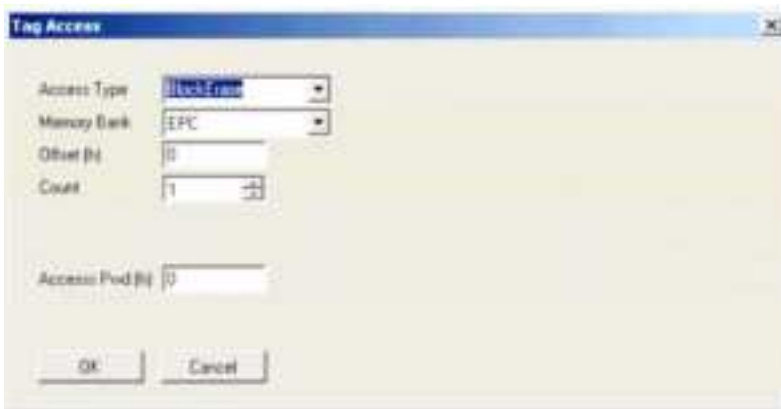 Tag Access
Access Type BlockErase
Memory Bank EPC
Offset (h) 0
Count 1
Access Pwd (h) 0
OK Cancel